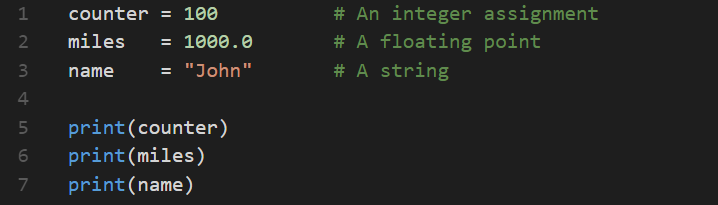 1 counter = 100 # An integer assignment
2 miles = 1000.0 # A floating point
3 name = "John" # A string
4
5 print(counter)
6 print(miles)
7 print(name)